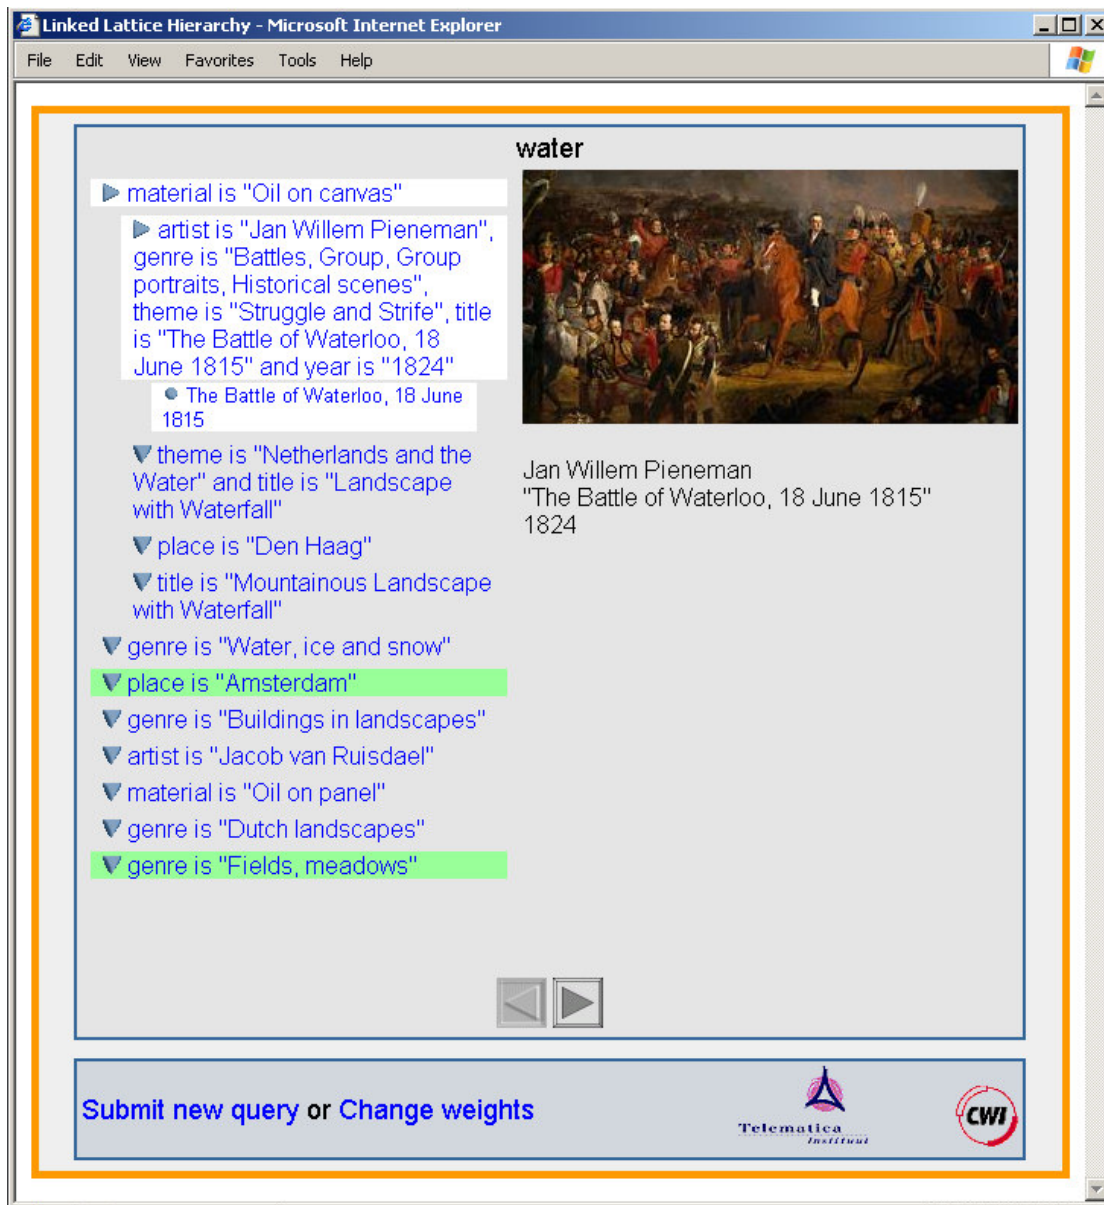 Linked Lattice Hierarchy - Microsoft Internet Explorer
File Edit View Favorites Tools Help
water
material is "Oil on canvas"
artist is "Jan Willem Pieneman",
genre is "Battles, Group, Group
portraits, Historical scenes",
theme is "Struggle and Strife", title
is "The Battle of Waterloo, 18
June 1815" and year is "1824"
The Battle of Waterloo, 18 June
1815
theme is "Netherlands and the
Water" and title is "Landscape
with Waterfall"
place is "Den Haag"
title is "Mountainous Landscape
with Waterfall"
genre is "Water, ice and snow"
place is "Amsterdam"
genre is "Buildings in landscapes"
artist is "Jacob van Ruisdael"
material is "Oil on panel"
genre is "Dutch landscapes"
genre is "Fields, meadows"
Jan Willem Pieneman
"The Battle of Waterloo, 18 June 1815"
1824
Submit new query or Change weights
Telematica
Instituut
CWI